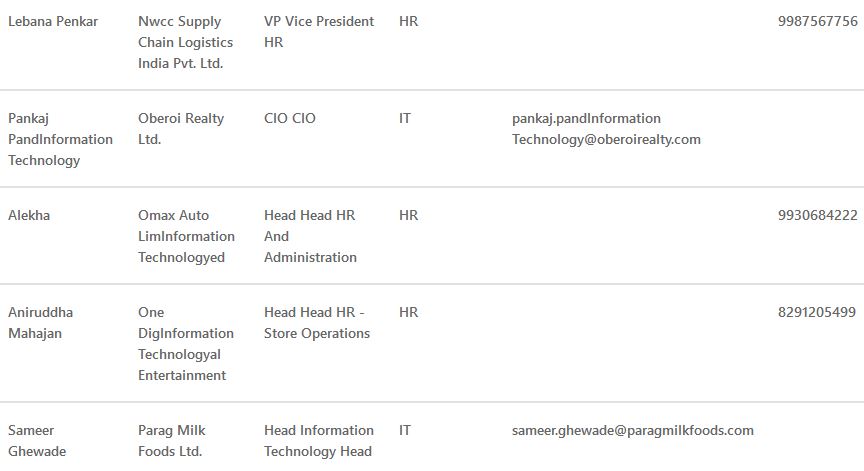 Lebana Penkar
Nwcc Supply
Chain Logistics
India Pvt. Ltd.
VP Vice President
HR
HR
9987567756
Pankaj
PandInformation
Technology
Oberoi Realty
Ltd.
CIO CIO
IT
pankaj.pandInformation
Technology@oberoirealty.com
Alekha
Omax Auto
LimInformation
Technologyed
Head Head HR
And
Administration
HR
9930684222
Aniruddha
Mahajan
One
DigInformation
Technologyal
Entertainment
Head Head HR -
Store Operations
HR
8291205499
Sameer
Ghewade
Parag Milk
Foods Ltd.
Head Information
Technology Head
IT
sameer.ghewade@paragmilkfoods.com